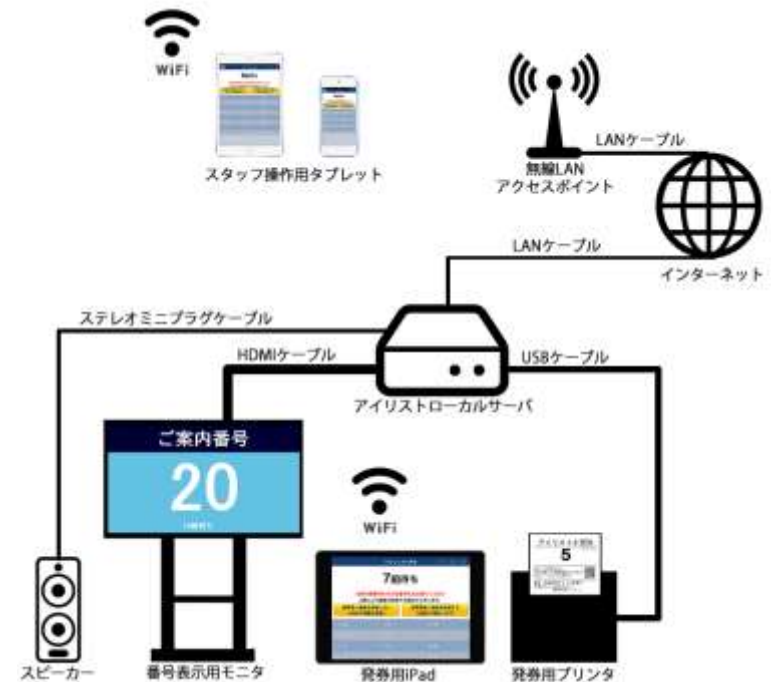 WiFi
スタッフ操作用タブレット
LANケーブル
無線LAN
アクセスポイント
LANケーブル
インターネット
ステレオミニプラグケーブル
HDMIケーブル
USBケーブル
アイリストローカルサーバ
ご案内番号
20
WiFi
7組待ち
5
スピーカー
番号表示用モニタ
発券用iPad
発券用プリンタ